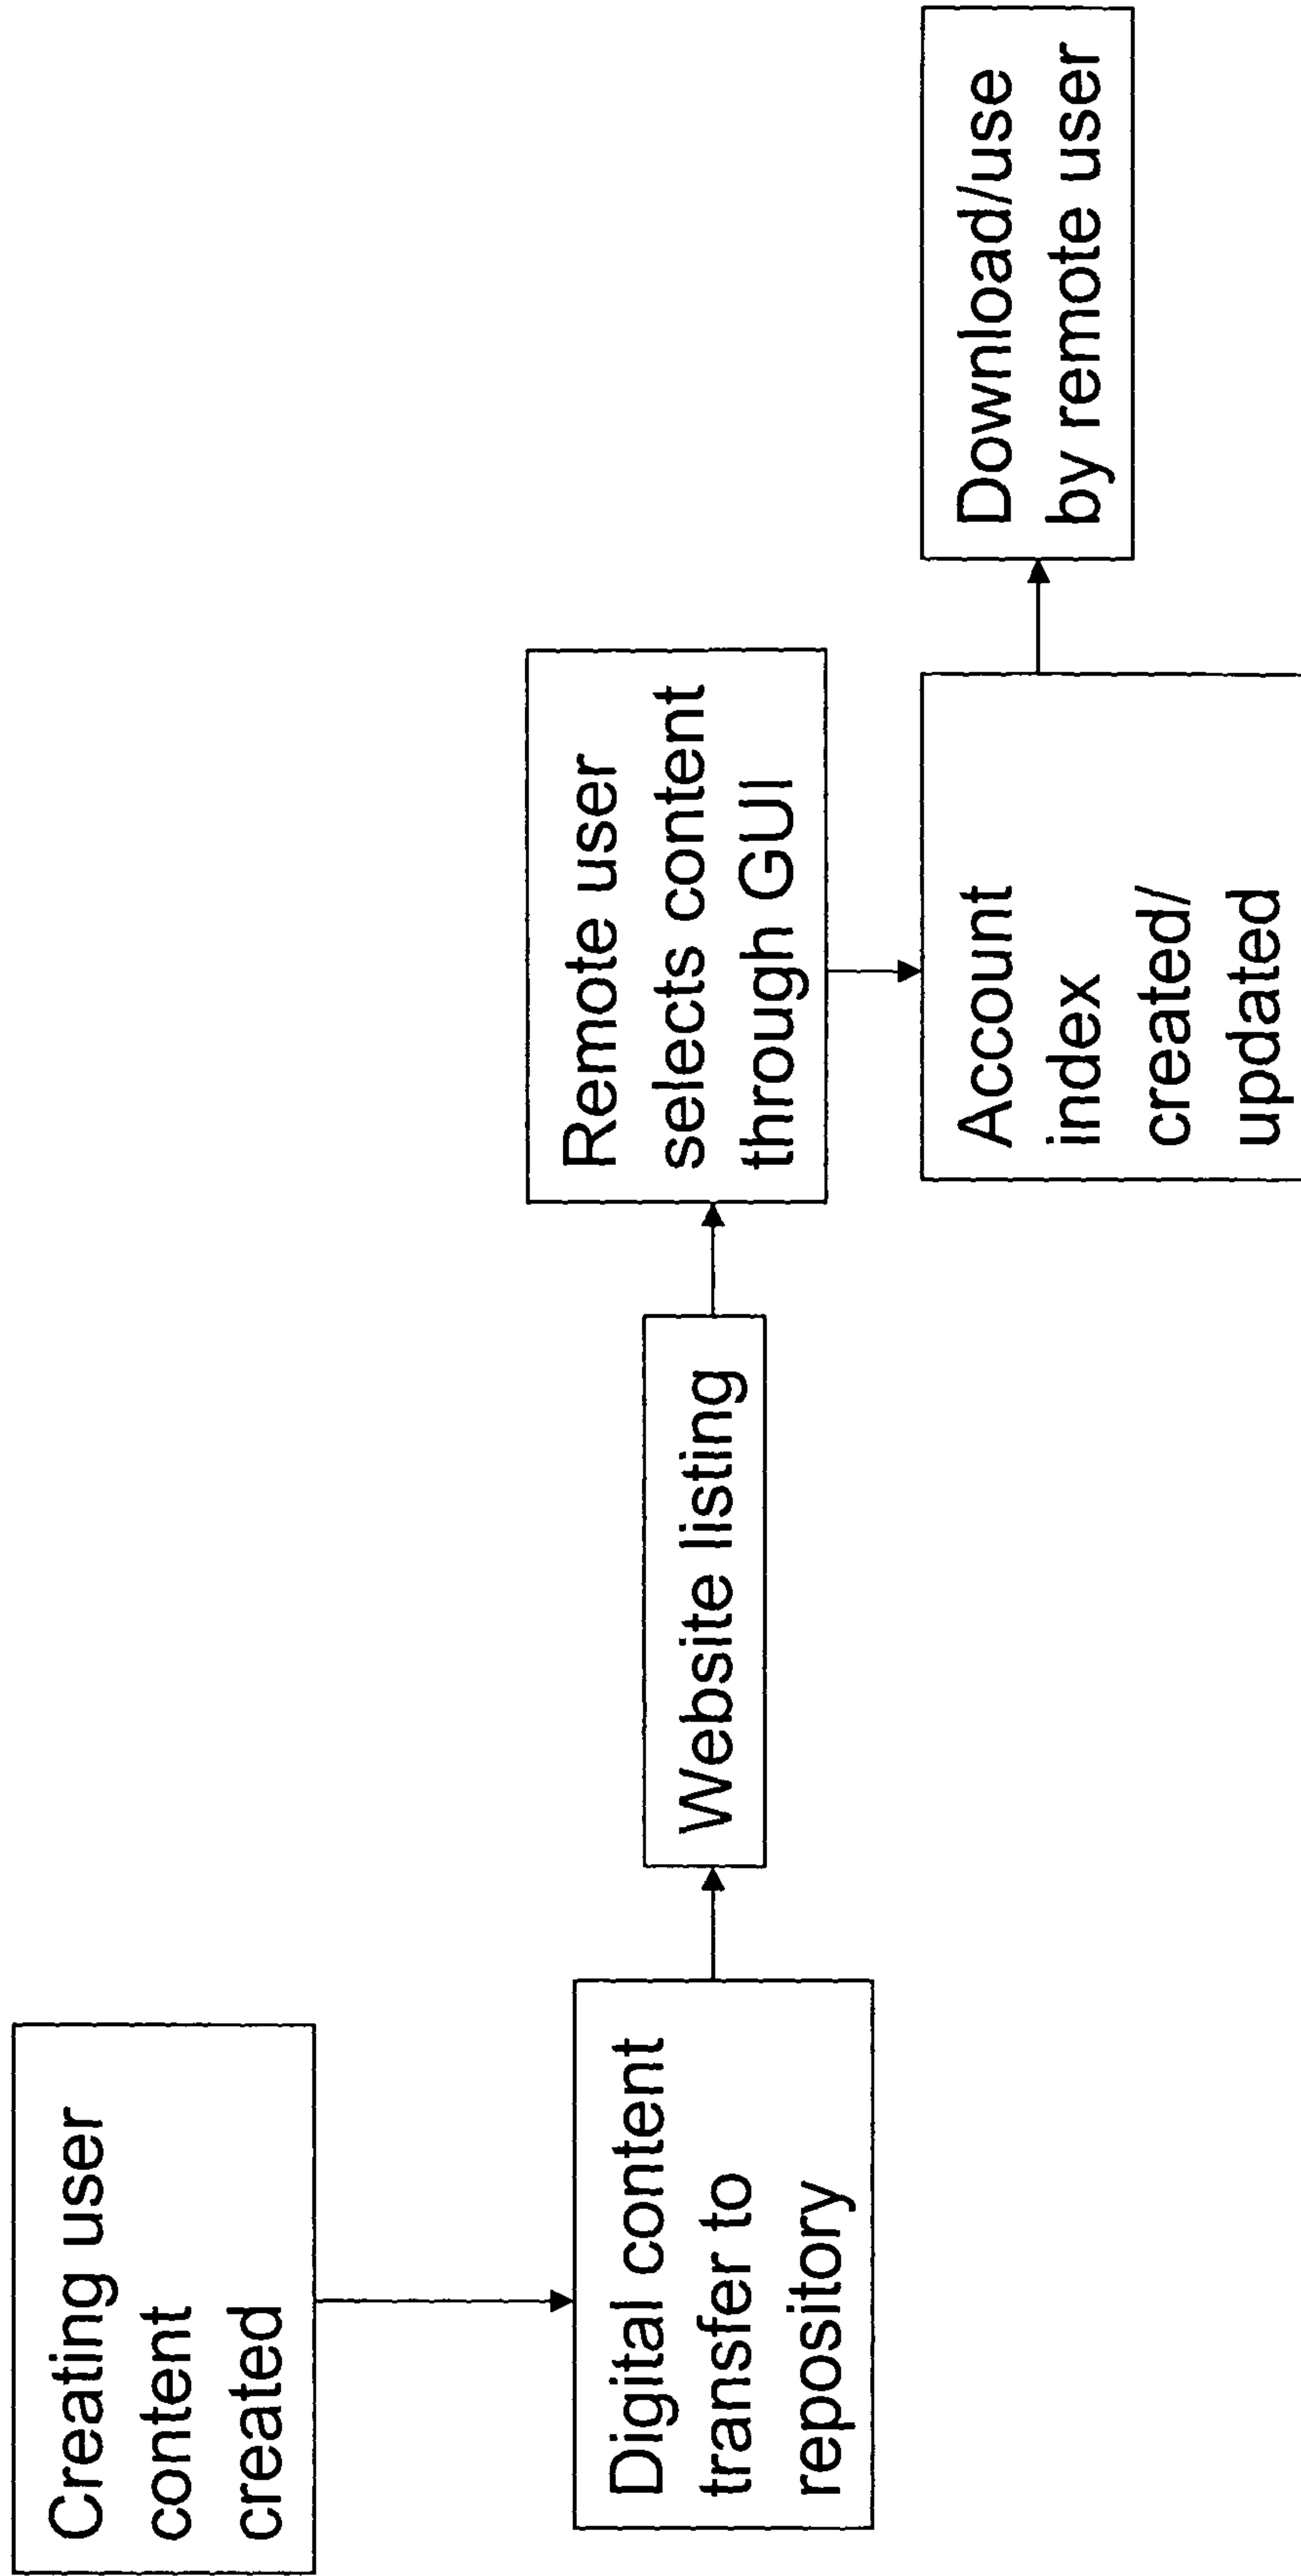 Creating user
content
created
Digital content
transfer to
repository
Website listing
Remote user
selects content
through GUI
Account
index
created/
updated
Download/use
by remote user